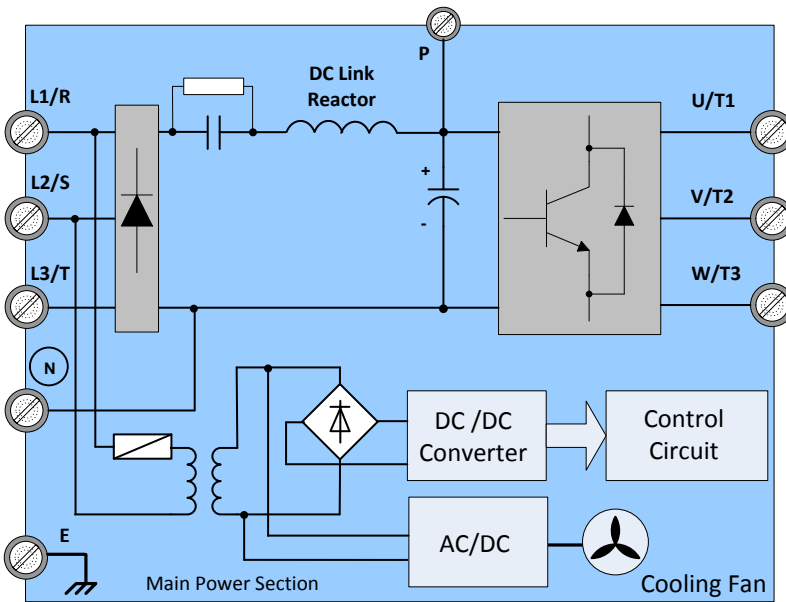 P
L1/R
DC Link
Reactor
U/T1
L2/S
+
-
V/T2
L3/T
W/T3
N
DC /DC
Converter
Control
Circuit
E
AC/DC
Main Power Section
Cooling Fan